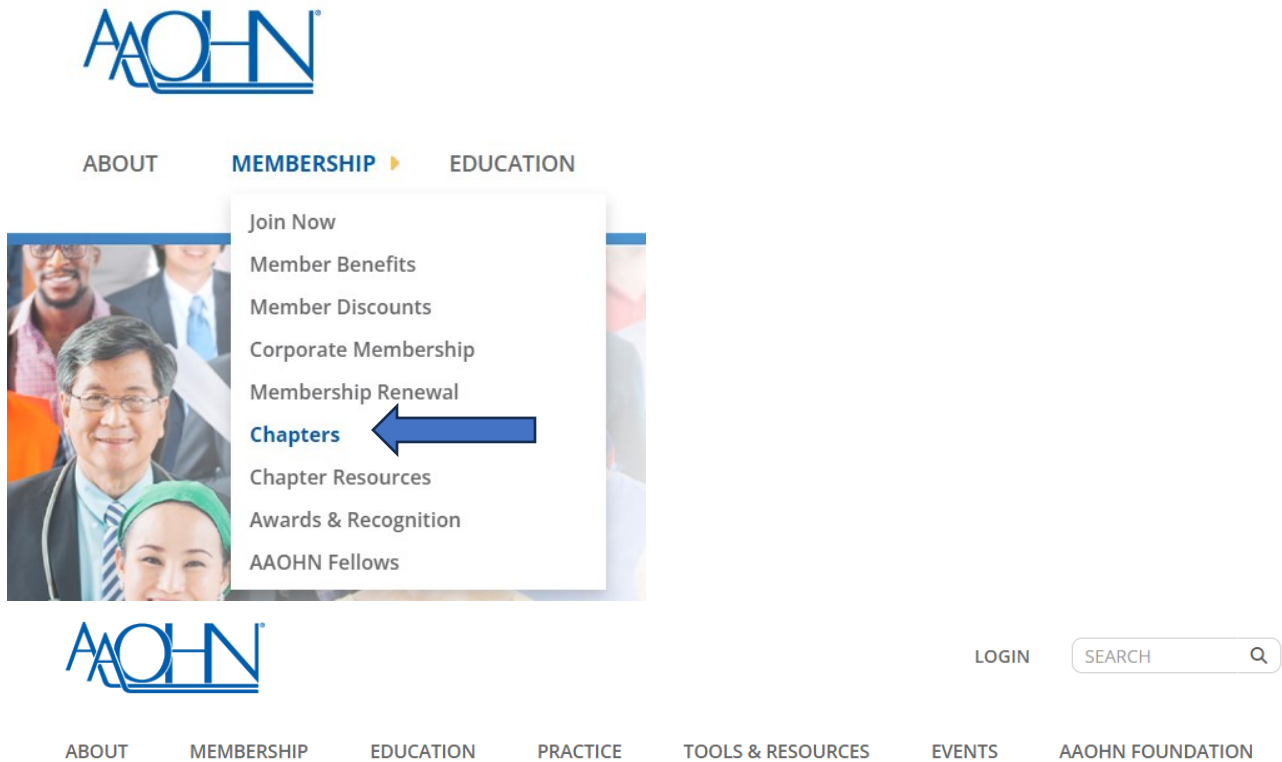 AAOHN®
ABOUT MEMBERSHIP EDUCATION
Join Now
Member Benefits
Member Discounts
Corporate Membership
Membership Renewal
Chapters
Chapter Resources
Awards & Recognition
AAOHN Fellows
AAOHN®
LOGIN SEARCH
ABOUT MEMBERSHIP EDUCATION PRACTICE TOOLS & RESOURCES EVENTS AAOHN FOUNDATION